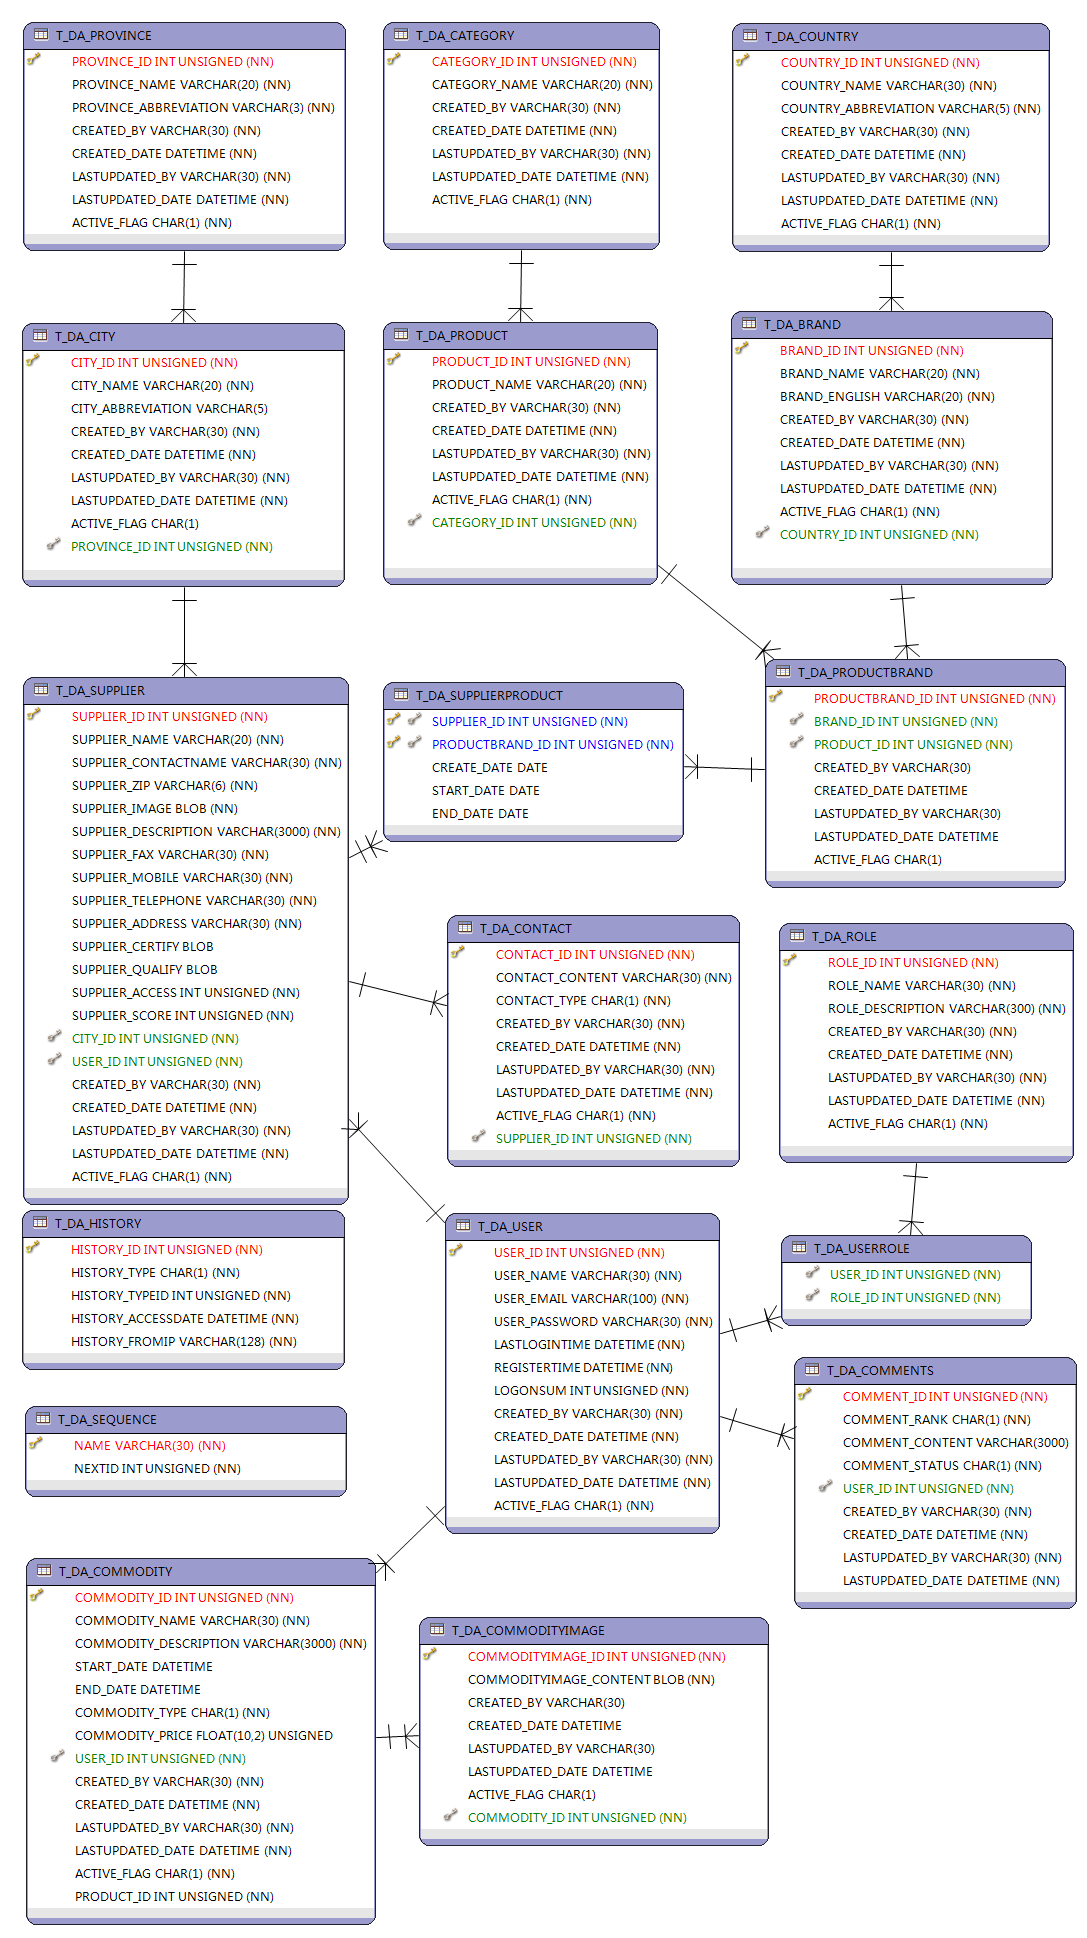 T_DA_PROVINCE
PROVINCE_ID INT UNSIGNED (NN)
PROVINCE_NAME VARCHAR(20) (NN)
PROVINCE_ABBREVIATION VARCHAR(3) (NN)
CREATED_BY VARCHAR(30) (NN)
CREATED_DATE DATETIME (NN)
LASTUPDATED_BY VARCHAR(30) (NN)
LASTUPDATED_DATE DATETIME (NN)
ACTIVE_FLAG CHAR(1) (NN)
T_DA_CATEGORY
CATEGORY_ID INT UNSIGNED (NN)
CATEGORY_NAME VARCHAR(20) (NN)
CREATED_BY VARCHAR(30) (NN)
CREATED_DATE DATETIME (NN)
LASTUPDATED_BY VARCHAR(30) (NN)
LASTUPDATED_DATE DATETIME (NN)
ACTIVE_FLAG CHAR(1) (NN)
T_DA_COUNTRY
COUNTRY_ID INT UNSIGNED (NN)
COUNTRY_NAME VARCHAR(30) (NN)
COUNTRY_ABBREVIATION VARCHAR(5) (NN)
CREATED_BY VARCHAR(30) (NN)
CREATED_DATE DATETIME (NN)
LASTUPDATED_BY VARCHAR(30) (NN)
LASTUPDATED_DATE DATETIME (NN)
ACTIVE_FLAG CHAR(1) (NN)
T_DA_CITY
CITY_ID INT UNSIGNED (NN)
CITY_NAME VARCHAR(20) (NN)
CITY_ABBREVIATION VARCHAR(5)
CREATED_BY VARCHAR(30) (NN)
CREATED_DATE DATETIME (NN)
LASTUPDATED_BY VARCHAR(30) (NN)
LASTUPDATED_DATE DATETIME (NN)
ACTIVE_FLAG CHAR(1)
PROVINCE_ID INT UNSIGNED (NN)
T_DA_PRODUCT
PRODUCT_ID INT UNSIGNED (NN)
PRODUCT_NAME VARCHAR(20) (NN)
CREATED_BY VARCHAR(30) (NN)
CREATED_DATE DATETIME (NN)
LASTUPDATED_BY VARCHAR(30) (NN)
LASTUPDATED_DATE DATETIME (NN)
ACTIVE_FLAG CHAR(1) (NN)
CATEGORY_ID INT UNSIGNED (NN)
T_DA_BRAND
BRAND_ID INT UNSIGNED (NN)
BRAND_NAME VARCHAR(20) (NN)
BRAND_ENGLISH VARCHAR(20) (NN)
CREATED_BY VARCHAR(30) (NN)
CREATED_DATE DATETIME (NN)
LASTUPDATED_BY VARCHAR(30) (NN)
LASTUPDATED_DATE DATETIME (NN)
ACTIVE_FLAG CHAR(1) (NN)
COUNTRY_ID INT UNSIGNED (NN)
T_DA_SUPPLIER
SUPPLIER_ID INT UNSIGNED (NN)
SUPPLIER_NAME VARCHAR(20) (NN)
SUPPLIER_CONTACTNAME VARCHAR(30) (NN)
SUPPLIER_ZIP VARCHAR(6) (NN)
SUPPLIER_IMAGE BLOB (NN)
SUPPLIER_DESCRIPTION VARCHAR(3000) (NN)
SUPPLIER_FAX VARCHAR(30) (NN)
SUPPLIER_MOBILE VARCHAR(30) (NN)
SUPPLIER_TELEPHONE VARCHAR(30) (NN)
SUPPLIER_ADDRESS VARCHAR(30) (NN)
SUPPLIER_CERTIFY BLOB
SUPPLIER_QUALIFY BLOB
SUPPLIER_ACCESS INT UNSIGNED (NN)
SUPPLIER_SCORE INT UNSIGNED (NN)
CITY_ID INT UNSIGNED (NN)
USER_ID INT UNSIGNED (NN)
CREATED_BY VARCHAR(30) (NN)
CREATED_DATE DATETIME (NN)
LASTUPDATED_BY VARCHAR(30) (NN)
LASTUPDATED_DATE DATETIME (NN)
ACTIVE_FLAG CHAR(1) (NN)
T_DA_SUPPLIERPRODUCT
SUPPLIER_ID INT UNSIGNED (NN)
PRODUCTBRAND_ID INT UNSIGNED (NN)
CREATE_DATE DATE
START_DATE DATE
END_DATE DATE
T_DA_PRODUCTBRAND
PRODUCTBRAND_ID INT UNSIGNED (NN)
BRAND_ID INT UNSIGNED (NN)
PRODUCT_ID INT UNSIGNED (NN)
CREATED_BY VARCHAR(30)
CREATED_DATE DATETIME
LASTUPDATED_BY VARCHAR(30)
LASTUPDATED_DATE DATETIME
ACTIVE_FLAG CHAR(1)
T_DA_CONTACT
CONTACT_ID INT UNSIGNED (NN)
CONTACT_CONTENT VARCHAR(30) (NN)
CONTACT_TYPE CHAR(1) (NN)
CREATED_BY VARCHAR(30) (NN)
CREATED_DATE DATETIME (NN)
LASTUPDATED_BY VARCHAR(30) (NN)
LASTUPDATED_DATE DATETIME (NN)
ACTIVE_FLAG CHAR(1) (NN)
SUPPLIER_ID INT UNSIGNED (NN)
T_DA_ROLE
ROLE_ID INT UNSIGNED (NN)
ROLE_NAME VARCHAR(30) (NN)
ROLE_DESCRIPTION VARCHAR(300) (NN)
CREATED_BY VARCHAR(30) (NN)
CREATED_DATE DATETIME (NN)
LASTUPDATED_BY VARCHAR(30) (NN)
LASTUPDATED_DATE DATETIME (NN)
ACTIVE_FLAG CHAR(1) (NN)
T_DA_HISTORY
HISTORY_ID INT UNSIGNED (NN)
HISTORY_TYPE CHAR(1) (NN)
HISTORY_TYPEID INT UNSIGNED (NN)
HISTORY_ACCESSDATE DATETIME (NN)
HISTORY_FROMIP VARCHAR(128) (NN)
T_DA_USER
USER_ID INT UNSIGNED (NN)
USER_NAME VARCHAR(30) (NN)
USER_EMAIL VARCHAR(100) (NN)
USER_PASSWORD VARCHAR(30) (NN)
LASTLOGINTIME DATETIME (NN)
REGISTERTIME DATETIME (NN)
LOGONSUM INT UNSIGNED (NN)
CREATED_BY VARCHAR(30) (NN)
CREATED_DATE DATETIME (NN)
LASTUPDATED_BY VARCHAR(30) (NN)
LASTUPDATED_DATE DATETIME (NN)
ACTIVE_FLAG CHAR(1) (NN)
T_DA_USERROLE
USER_ID INT UNSIGNED (NN)
ROLE_ID INT UNSIGNED (NN)
T_DA_COMMENTS
COMMENT_ID INT UNSIGNED (NN)
COMMENT_RANK CHAR(1) (NN)
COMMENT_CONTENT VARCHAR(3000)
COMMENT_STATUS CHAR(1) (NN)
USER_ID INT UNSIGNED (NN)
CREATED_BY VARCHAR(30) (NN)
CREATED_DATE DATETIME (NN)
LASTUPDATED_BY VARCHAR(30) (NN)
LASTUPDATED_DATE DATETIME (NN)
T_DA_SEQUENCE
NAME VARCHAR(30) (NN)
NEXTID INT UNSIGNED (NN)
T_DA_COMMODITY
COMMODITY_ID INT UNSIGNED (NN)
COMMODITY_NAME VARCHAR(30) (NN)
COMMODITY_DESCRIPTION VARCHAR(3000) (NN)
START_DATE DATETIME
END_DATE DATETIME
COMMODITY_TYPE CHAR(1) (NN)
COMMODITY_PRICE FLOAT(10,2) UNSIGNED
USER_ID INT UNSIGNED (NN)
CREATED_BY VARCHAR(30) (NN)
CREATED_DATE DATETIME (NN)
LASTUPDATED_BY VARCHAR(30) (NN)
LASTUPDATED_DATE DATETIME (NN)
ACTIVE_FLAG CHAR(1) (NN)
PRODUCT_ID INT UNSIGNED (NN)
T_DA_COMMODITYIMAGE
COMMODITYIMAGE_ID INT UNSIGNED (NN)
COMMODITYIMAGE_CONTENT BLOB (NN)
CREATED_BY VARCHAR(30)
CREATED_DATE DATETIME
LASTUPDATED_BY VARCHAR(30)
LASTUPDATED_DATE DATETIME
ACTIVE_FLAG CHAR(1)
COMMODITY_ID INT UNSIGNED (NN)